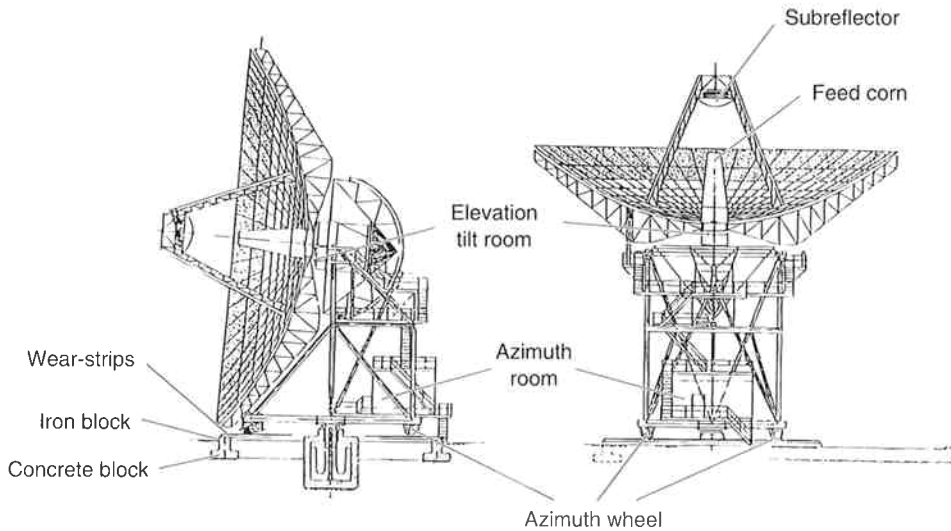 Subreflector
Feed corn
Elevation
tilt room
Wear-strips
Azimuth
room
Iron block
Concrete block
Azimuth wheel